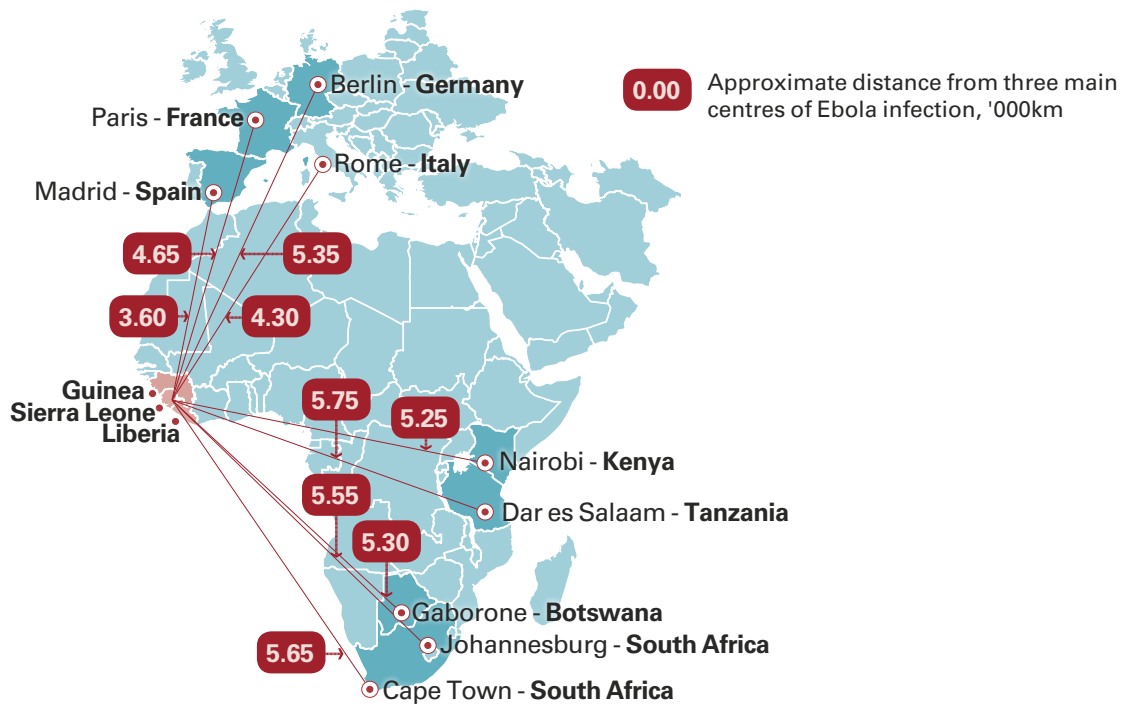 Berlin - Germany
0.00
Approximate distance from three main
centres of Ebola infection, '000km
Paris - France
Rome - Italy
Madrid - Spain
4.65
5.35
3.60
4.30
Guinea
Sierra Leone
Liberia
5.75
5.25
Nairobi - Kenya
5.55
Dar es Salaam - Tanzania
5.30
Gaborone - Botswana
5.65
Johannesburg - South Africa
Cape Town - South Africa